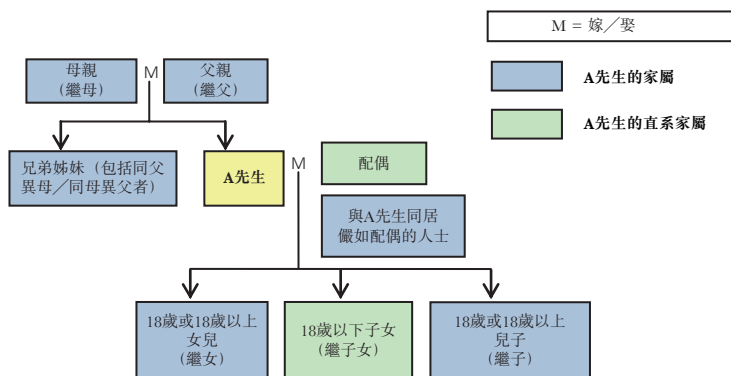 M = 嫁／娶
母親
(繼母)
M
父親
(繼父)
A先生的家屬
A先生的直系家屬
兄弟姊妹（包括同父
異母／同母異父者）
A先生
M
配偶
與A先生同居
儼如配偶的人士
18歲或18歲以上
女兒
(繼女)
18歲以下子女
(繼子女)
18歲或18歲以上
兒子
(繼子)